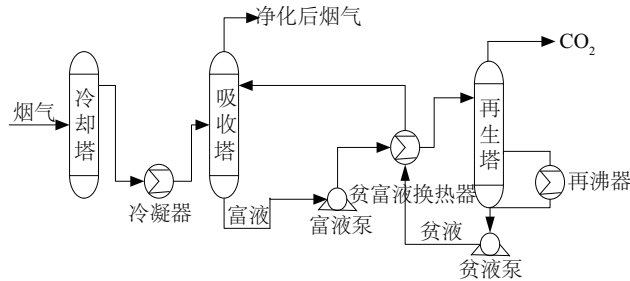 净化后烟气
CO2
烟气
冷却塔
吸收塔
再生塔
冷凝器
富液
富液泵
贫富液换热器
再沸器
贫液
贫液泵